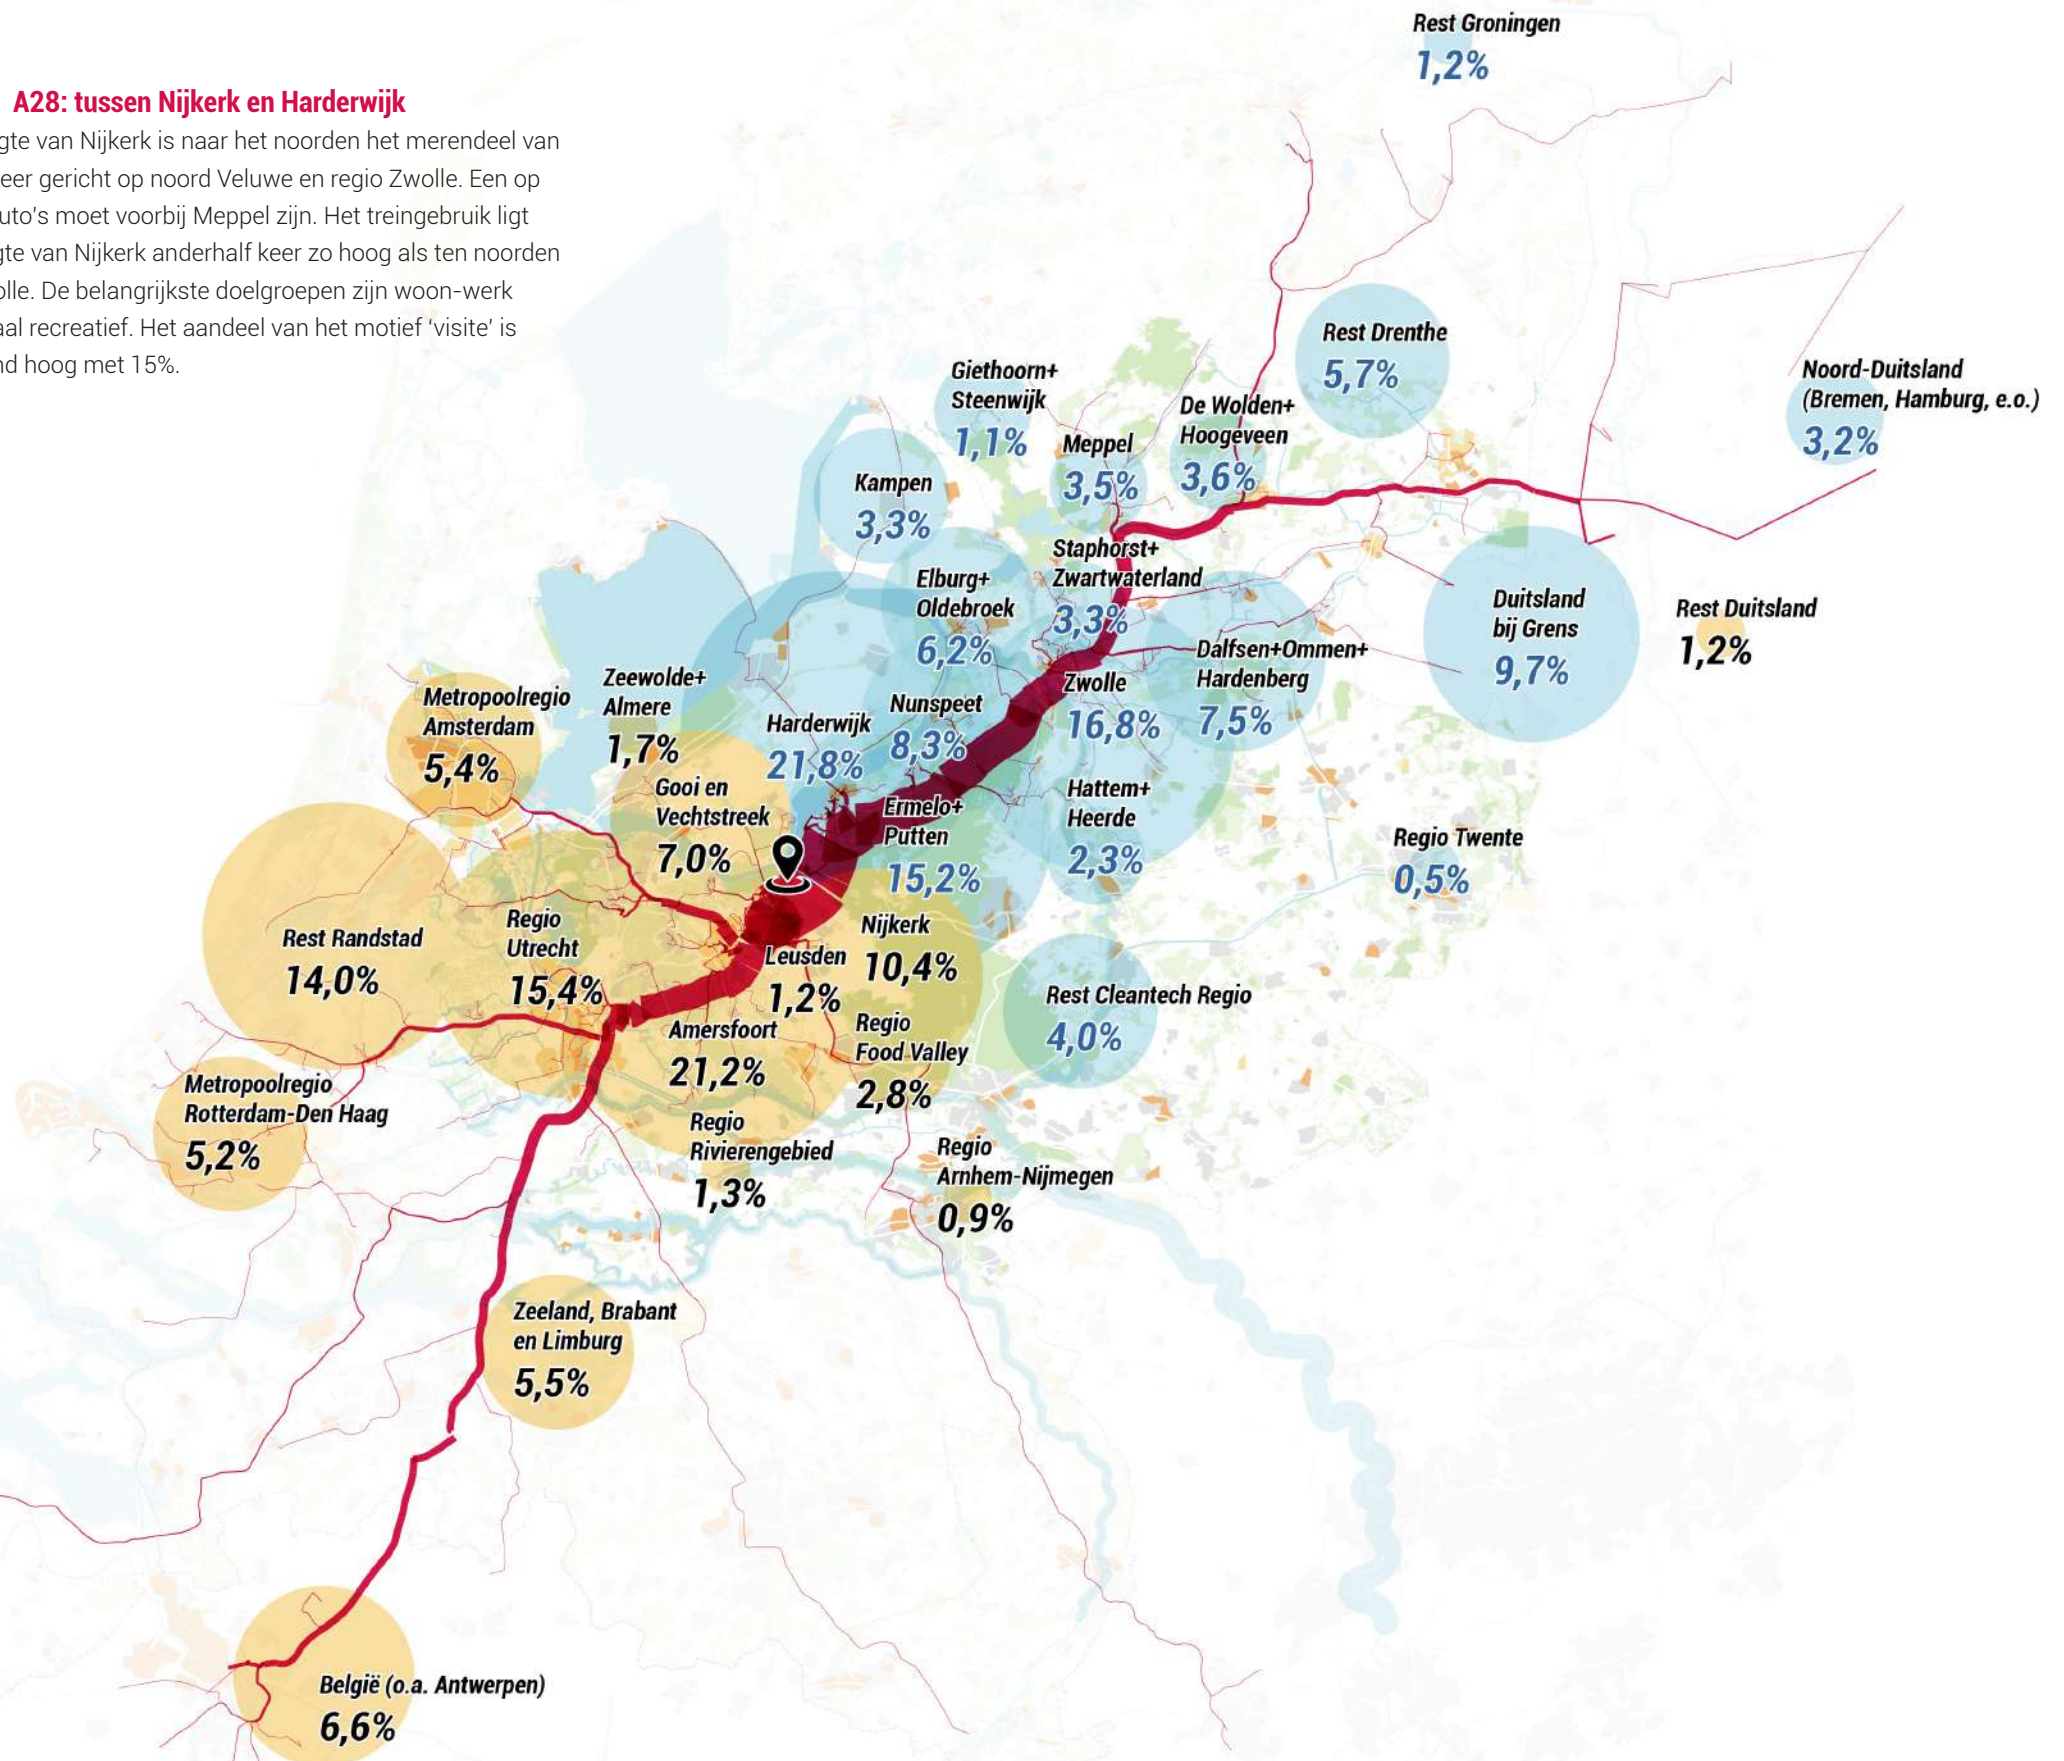 A28: tussen Nijkerk en Harderwijk
van Nijkerk is naar het noorden het merendeel van
gericht op noord Veluwe en regio Zwolle. Een op
moet voorbij Meppel zijn. Het treingebruik ligt
van Nijkerk anderhalf keer zo hoog als ten noorden
De belangrijkste doelgroepen zijn woon-werk
recreatief. Het aandeel van het motief ‘visite’ is
hoog met 15%.
Rest Groningen
1,2%
Rest Drenthe
5,7%
Noord-Duitsland
(Bremen, Hamburg, e.o.)
3,2%
Giethoorn+
Steenwijk
1,1%
De Wolden+
Hoogeveen
3,6%
Meppel
3,5%
Kampen
3,3%
Staphorst+
Zwartwaterland
3,3%
Elburg+
Oldebroek
6,2%
Duitsland
bij Grens
9,7%
Rest Duitsland
1,2%
Dalfsen+Ommen+
Hardenberg
7,5%
Zwolle
16,8%
Metropoolregio
Amsterdam
5,4%
Zeewolde+
Almere
1,7%
Harderwijk
21,8%
Nunspeet
8,3%
Gooi en
Vechtstreek
7,0%
Ermelo+
Putten
15,2%
Hattem+
Heerde
2,3%
Regio Twente
0,5%
Rest Randstad
14,0%
Regio
Utrecht
15,4%
Nijkerk
10,4%
Leusden
1,2%
Rest Cleantech Regio
4,0%
Amersfoort
21,2%
Regio
Food Valley
2,8%
Metropoolregio
Rotterdam-Den Haag
5,2%
Regio
Rivierengebied
1,3%
Regio
Arnhem-Nijmegen
0,9%
Zeeland, Brabant
en Limburg
5,5%
België (o.a. Antwerpen)
6,6%